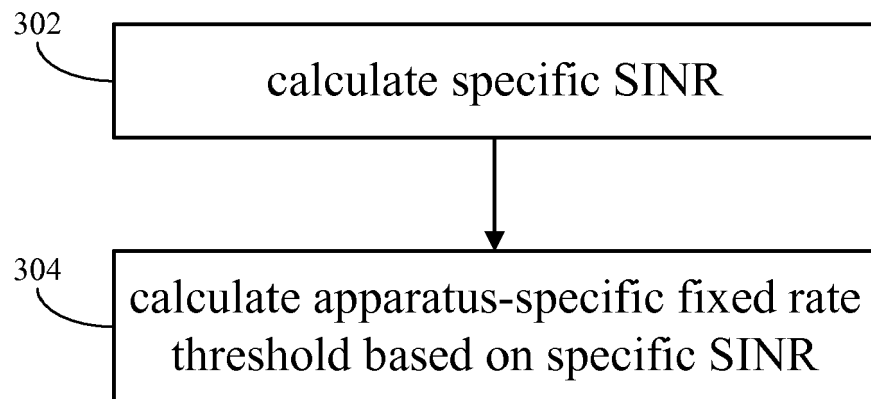 302
calculate specific SINR
304
calculate apparatus-specific fixed rate
threshold based on specific SINR